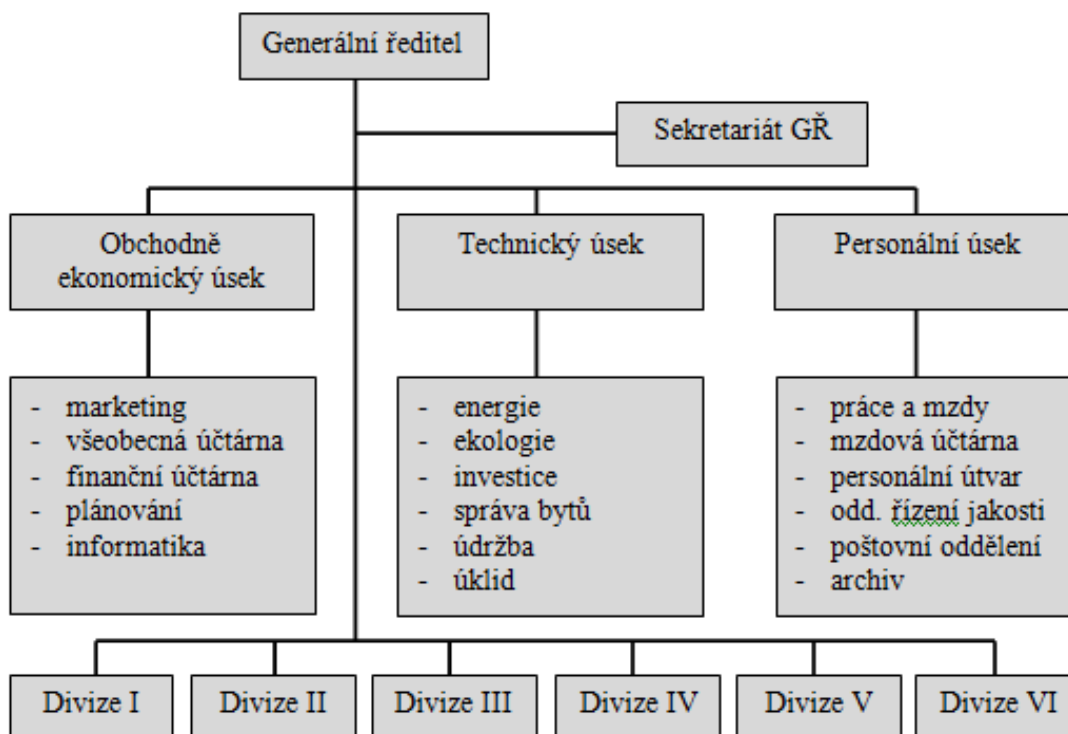 Generální ředitel
Sekretariát GŘ
Obchodně
ekonomický úsek
Technický úsek
Personální úsek
- marketing
- všeobecná účtárna
- finanční účtárna
- plánování
- informatika
- energie
- ekologie
- investice
- správa bytů
- údržba
- úklid
- práce a mzdy
- mzdová účtárna
- personální útvar
- odd. řízení jakosti
- poštovní oddělení
- archiv
Divize I
Divize II
Divize III
Divize IV
Divize V
Divize VI